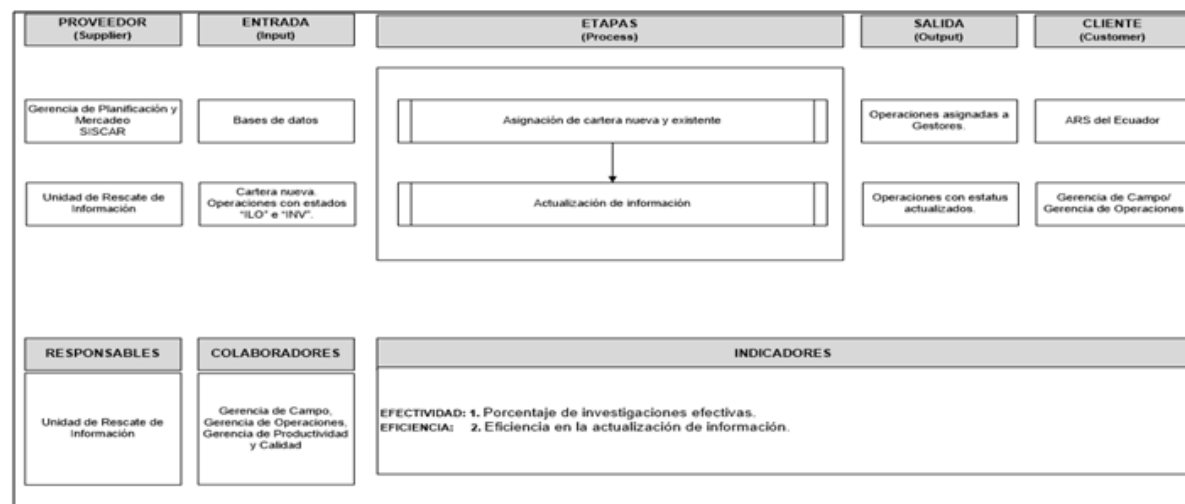 PROVEEDOR
(Supplier)
ENTRADA
(Input)
ETAPAS
(Process)
SALIDA
(Output)
CLIENTE
(Customer)
Gerencia de Planificación y
Mercadeo
SISCAR
Bases de datos
Asignación de cartera nueva y existente
Operaciones asignadas a
Gestores.
ARS del Ecuador
Unidad de Rescate de
Información
Cartera nueva.
Operaciones con estados
"ILO" e "INV".
Actualización de información
Operaciones con estatus
actualizados.
Gerencia de Campo/
Gerencia de Operaciones
RESPONSABLES
COLABORADORES
INDICADORES
Unidad de Rescate de
Información
Gerencia de Campo,
Gerencia de Operaciones,
Gerencia de Productividad
y Calidad
EFECTIVIDAD: 1. Porcentaje de investigaciones efectivas.
EFICIENCIA: 2. Eficiencia en la actualización de información.